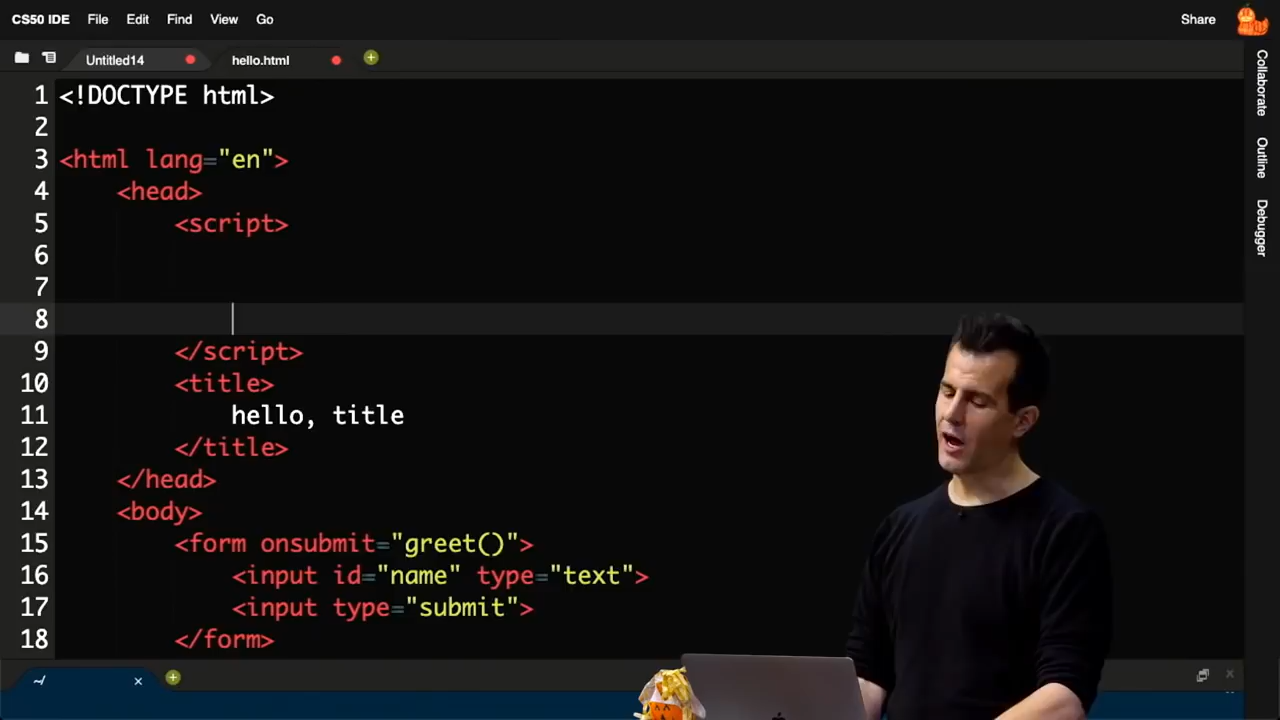 CS50 IDE File Edit Find View Go Share
Untitled14 hello.html
Collaborate
Outline
Debugger
1 <!DOCTYPE html>
2
3 <html lang="en">
4 <head>
5 <script>
6
7
8
9 </script>
10 <title>
11 hello, title
12 </title>
13 </head>
14 <body>
15 <form onsubmit="greet()">
16 <input id="name" type="text">
17 <input type="submit">
18 </form>